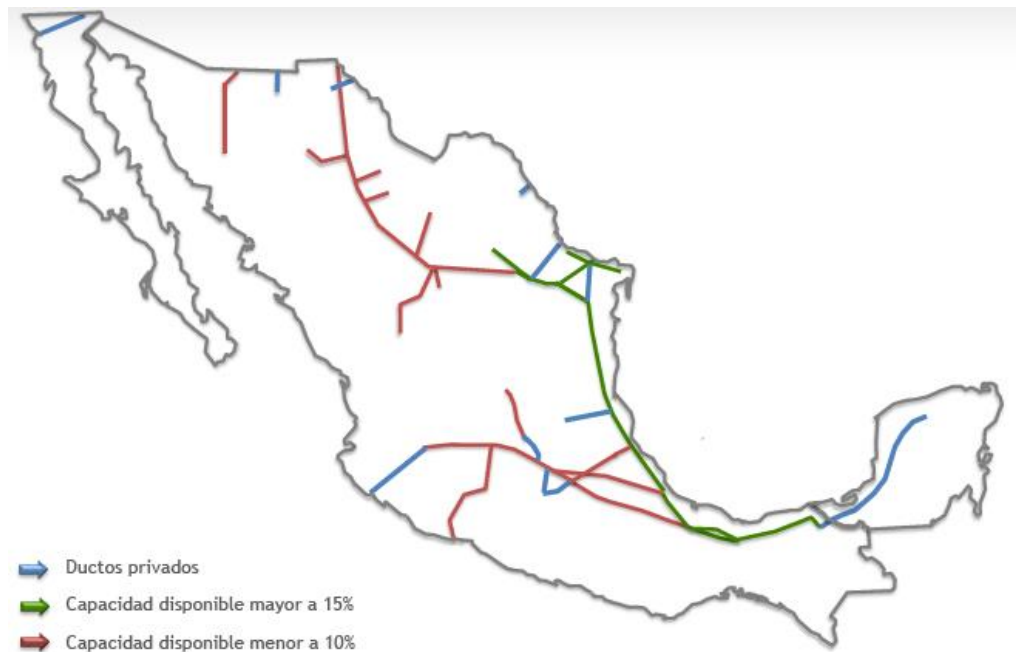 Ductos privados
Capacidad disponible mayor a 15%
Capacidad disponible menor a 10%